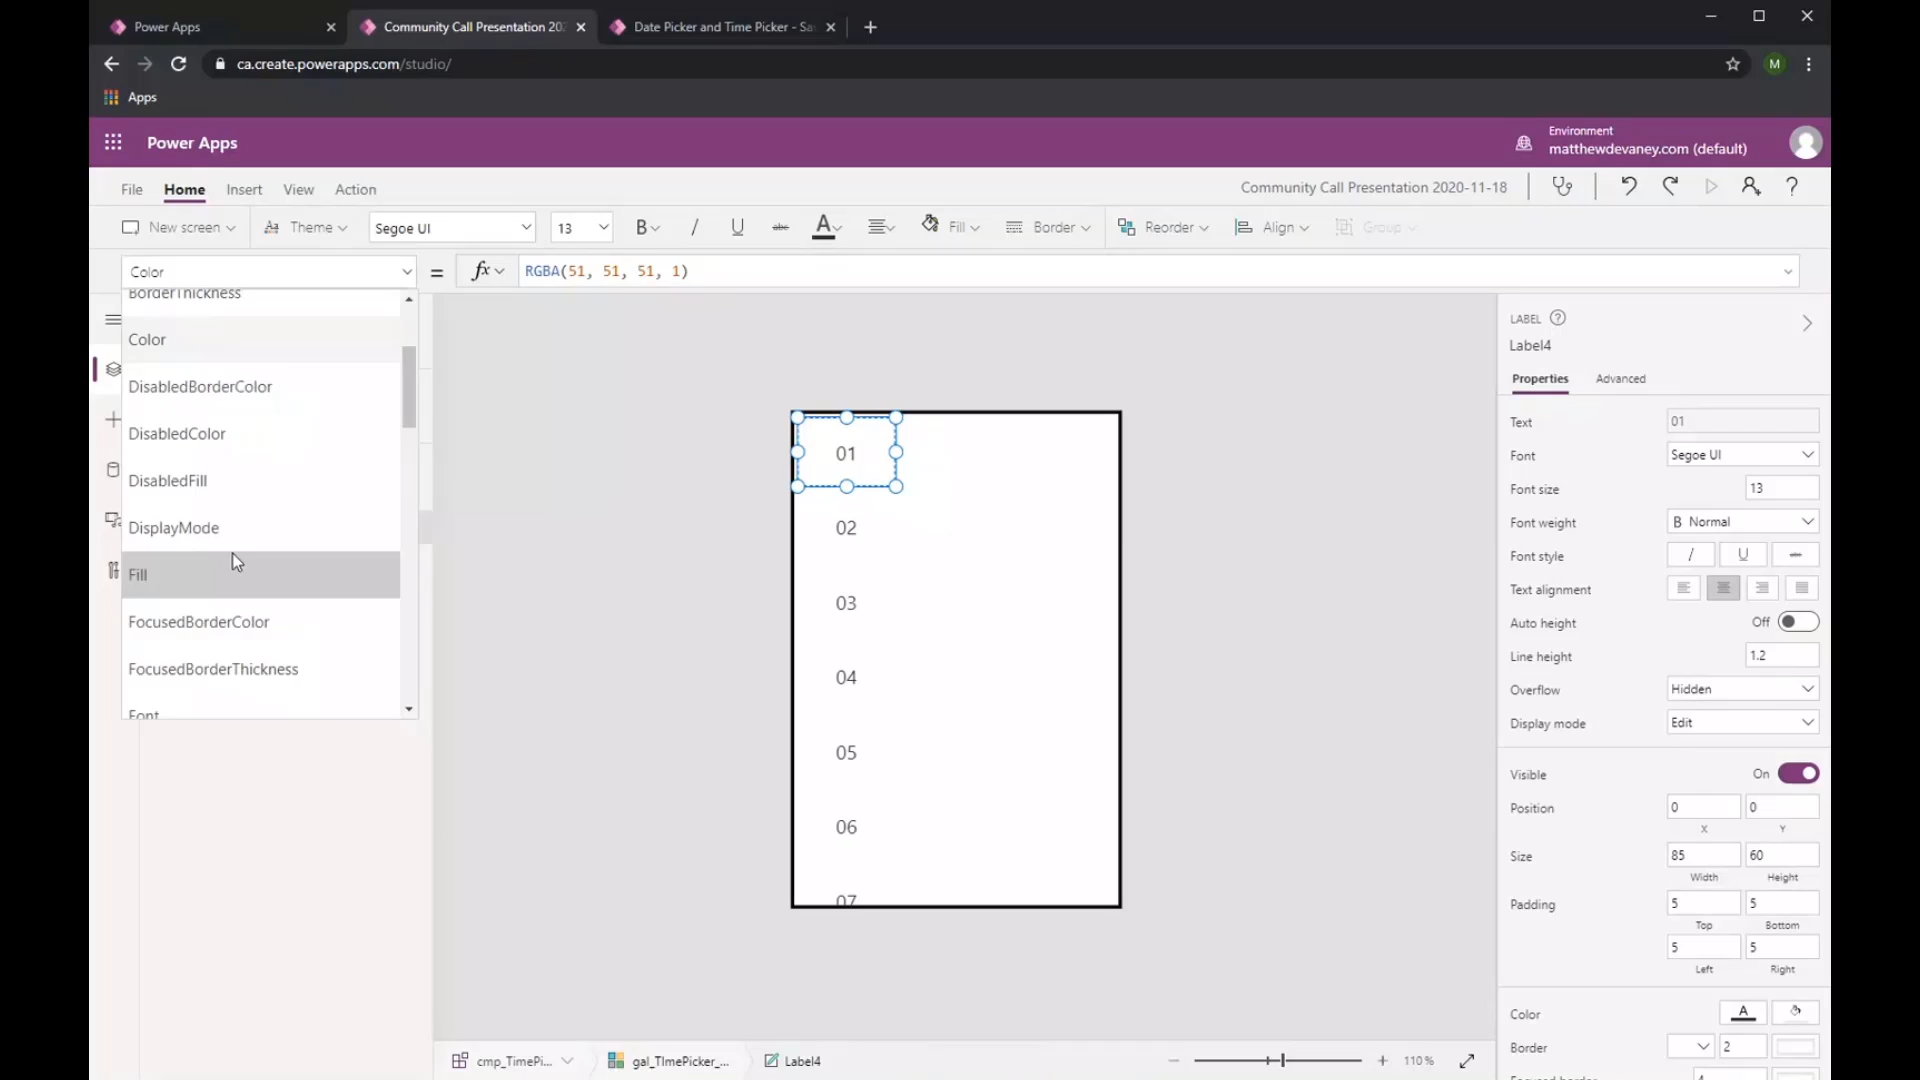 Power Apps
Community Call Presentation 202
Date Picker and Time Picker - Sa
ca.create.powerapps.com/studio/
M
Apps
Power Apps
Environment
matthewdevaney.com (default)
File Home Insert View Action
Community Call Presentation 2020-11-18
New screen
Theme
Segoe UI
13
B
/
U
abc
A
Fill
Border
Reorder
Align
Group
Color
=
fx
RGBA(51, 51, 51, 1)
BorderThickness
Color
DisabledBorderColor
DisabledColor
DisabledFill
DisplayMode
Fill
FocusedBorderColor
FocusedBorderThickness
Font
01
02
03
04
05
06
07
LABEL
Label4
Properties Advanced
Text 01
Font Segoe UI
Font size 13
Font weight B Normal
Font style / U
Text alignment
Auto height Off
Line height 1.2
Overflow Hidden
Display mode Edit
Visible On
Position 0 0
X Y
Size 85 60
Width Height
Padding 5 5
Top Bottom
5 5
Left Right
Color A
Border 2
cmp_TimePi...
gal_TImePicker_...
Label4
110 %